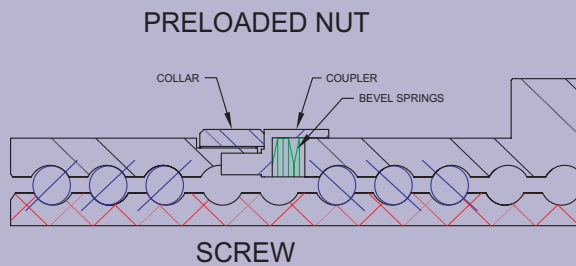 PRELOADED NUT
COLLAR
COUPLER
BEVEL SPRINGS
SCREW